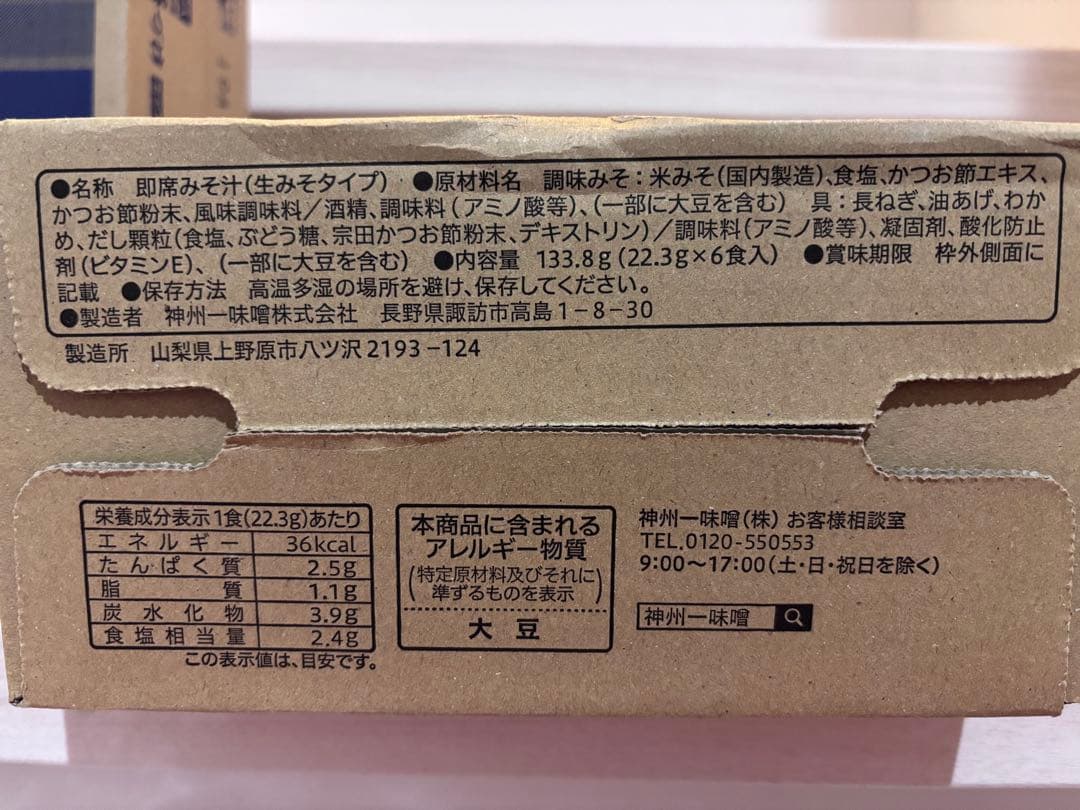 ●名称　即席みそ汁(生みそタイプ)　●原材料名　調味みそ：米みそ(国内製造)、食塩、かつお節エキス、
かつお節粉末、風味調味料／酒精、調味料(アミノ酸等)、(一部に大豆を含む)　具：長ねぎ、油あげ、わか
め、だし顆粒(食塩、ぶどう糖、宗田かつお節粉末、デキストリン)／調味料(アミノ酸等)、凝固剤、酸化防止
剤(ビタミンE)、(一部に大豆を含む)　●内容量　133.8g(22.3g×6食入)　●賞味期限　枠外側面に
記載　●保存方法　高温多湿の場所を避け、保存してください。
●製造者　神州一味噌株式会社　長野県諏訪市高島1－8－30
製造所　山梨県上野原市八ツ沢2193－124
栄養成分表示1食(22.3g)あたり
エネルギー　36kcal
たんぱく質　2.5g
脂質　1.1g
炭水化物　3.9g
食塩相当量　2.4g
この表示値は、目安です。
本商品に含まれる
アレルギー物質
(特定原材料及びそれに
準ずるものを表示)
大豆
神州一味噌(株) お客様相談室
TEL.0120-550553
9:00～17:00(土・日・祝日を除く)
神州一味噌